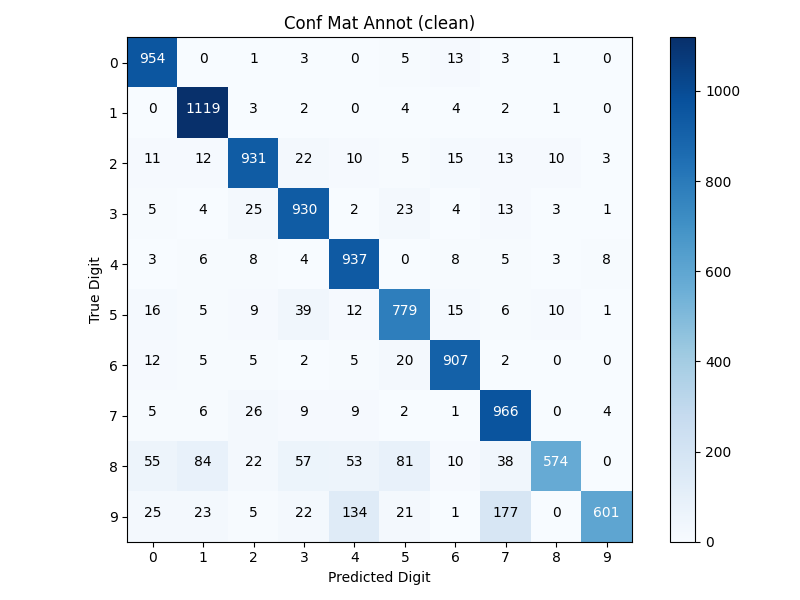 Conf Mat Annot (clean)
0 954 0 1 3 0 5 13 3 1 0
1 0 1119 3 2 0 4 4 2 1 0
2 11 12 931 22 10 5 15 13 10 3
3 5 4 25 930 2 23 4 13 3 1
4 3 6 8 4 937 0 8 5 3 8
5 16 5 9 39 12 779 15 6 10 1
6 12 5 5 2 5 20 907 2 0 0
7 5 6 26 9 9 2 1 966 0 4
8 55 84 22 57 53 81 10 38 574 0
9 25 23 5 22 134 21 1 177 0 601
0 1 2 3 4 5 6 7 8 9
Predicted Digit
True Digit
1000
800
600
400
200
0